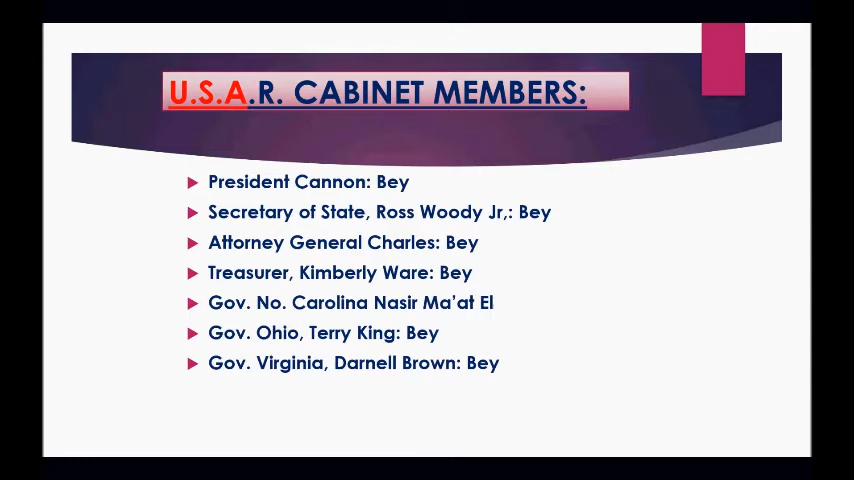 U.S.A.R. CABINET MEMBERS:
President Cannon: Bey
Secretary of State, Ross Woody Jr,: Bey
Attorney General Charles: Bey
Treasurer, Kimberly Ware: Bey
Gov. No. Carolina Nasir Ma’at El
Gov. Ohio, Terry King: Bey
Gov. Virginia, Darnell Brown: Bey